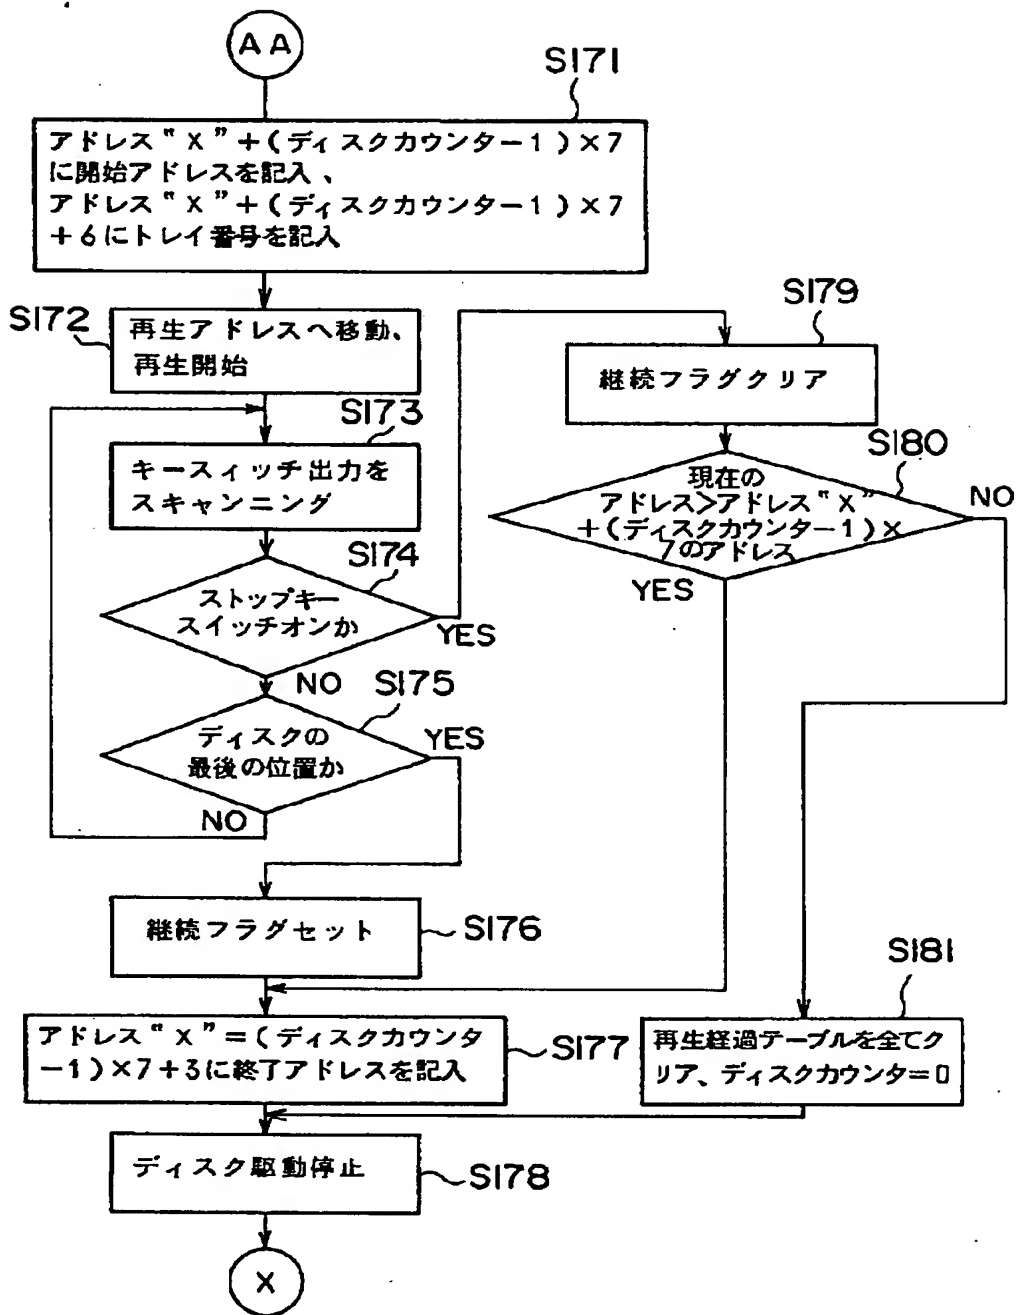 AA
S171
アドレス"X"+(ディスクカウンター1)×7
に開始アドレスを記入、
アドレス"X"+(ディスクカウンター1)×7
+6にトレイ番号を記入
S172
再生アドレスへ移動、
再生開始
S173
キースィッチ出力を
スキャンニング
S174
ストップキー
スイッチオンか
YES
NO
S175
ディスクの
最後の位置か
YES
NO
継続フラグセット
S176
アドレス"X"=(ディスクカウンタ
-1)×7+3に終了アドレスを記入
S177
ディスク駆動停止
S178
X
S179
継続フラグクリア
S180
現在の
アドレス>アドレス"X"
+(ディスクカウンター1)×
7のアドレス
NO
YES
S181
再生経過テーブルを全てク
リア、ディスクカウンタ=0